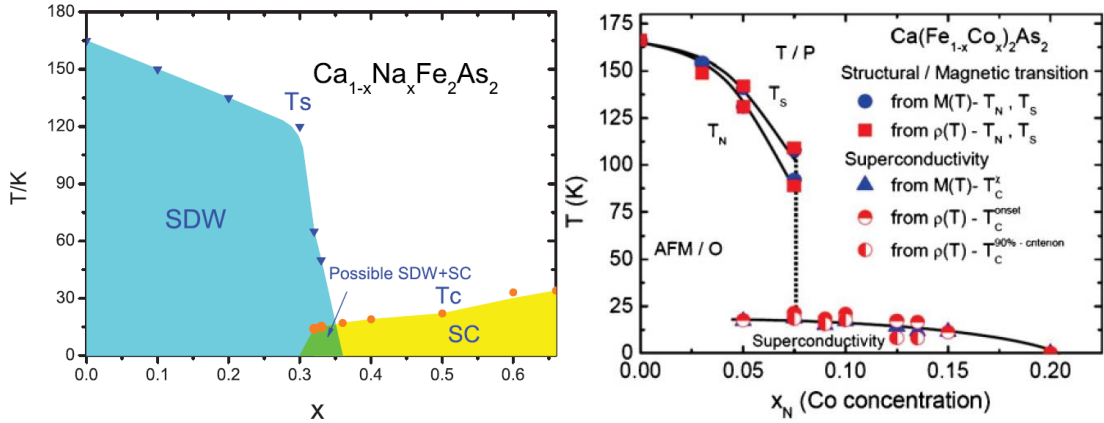 T/K
180
150
120
90
60
30
0
Ca1-xNaxFe2As2
Ts
SDW
Possible SDW+SC
Tc
SC
0.0 0.1 0.2 0.3 0.4 0.5 0.6
x
T (K)
175
150
125
100
75
50
25
0
T / P
Ca(Fe1-xCox)2As2
Structural / Magnetic transition
from M(T)- TN , TS
from ρ(T) - TN , TS
Superconductivity
from M(T)- TCχ
from ρ(T) - TConset
from ρ(T) - TC90% - criterion
TS
TN
AFM / O
Superconductivity
0.00 0.05 0.10 0.15 0.20
xN (Co concentration)